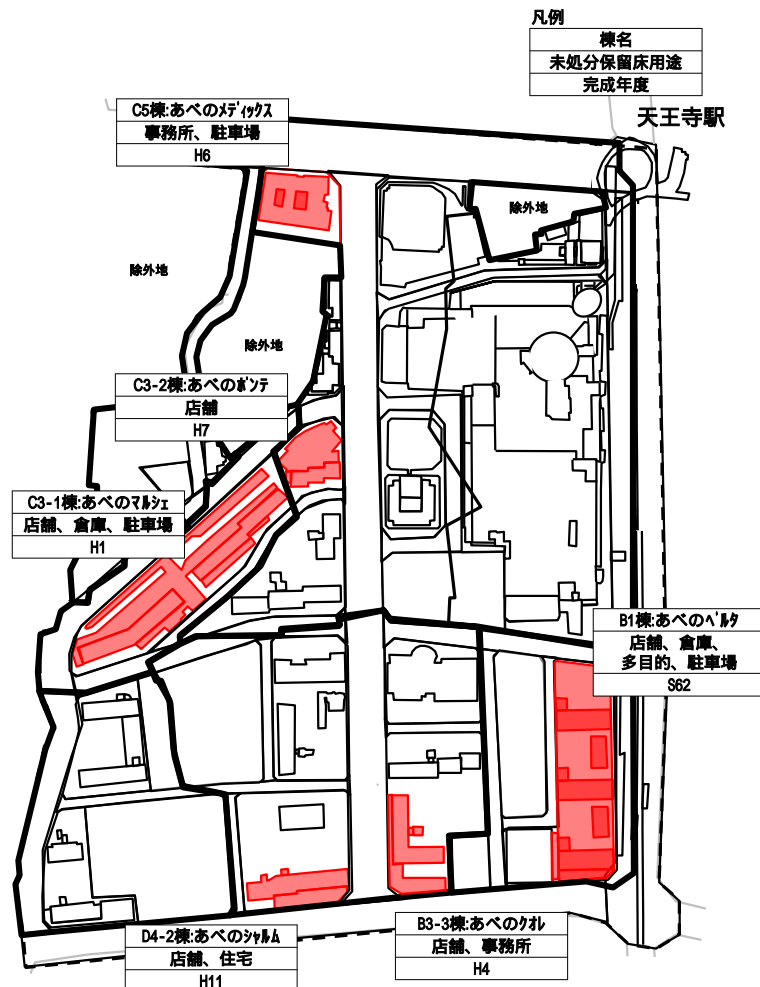 凡例
棟名
未処分保留床用途
完成年度
天王寺駅
C5棟:あべのﾒﾃﾞｨｯｸｽ
事務所、駐車場
H6
除外地
除外地
除外地
C3-2棟:あべのﾎﾟﾝﾃ
店舗
H7
C3-1棟:あべのﾏﾙｼｪ
店舗、倉庫、駐車場
H1
B1棟:あべのﾍﾞﾙﾀ
店舗、倉庫、
多目的、駐車場
S62
D4-2棟:あべのｼｬﾙﾑ
店舗、住宅
H11
B3-3棟:あべのｸｵﾚ
店舗、事務所
H4